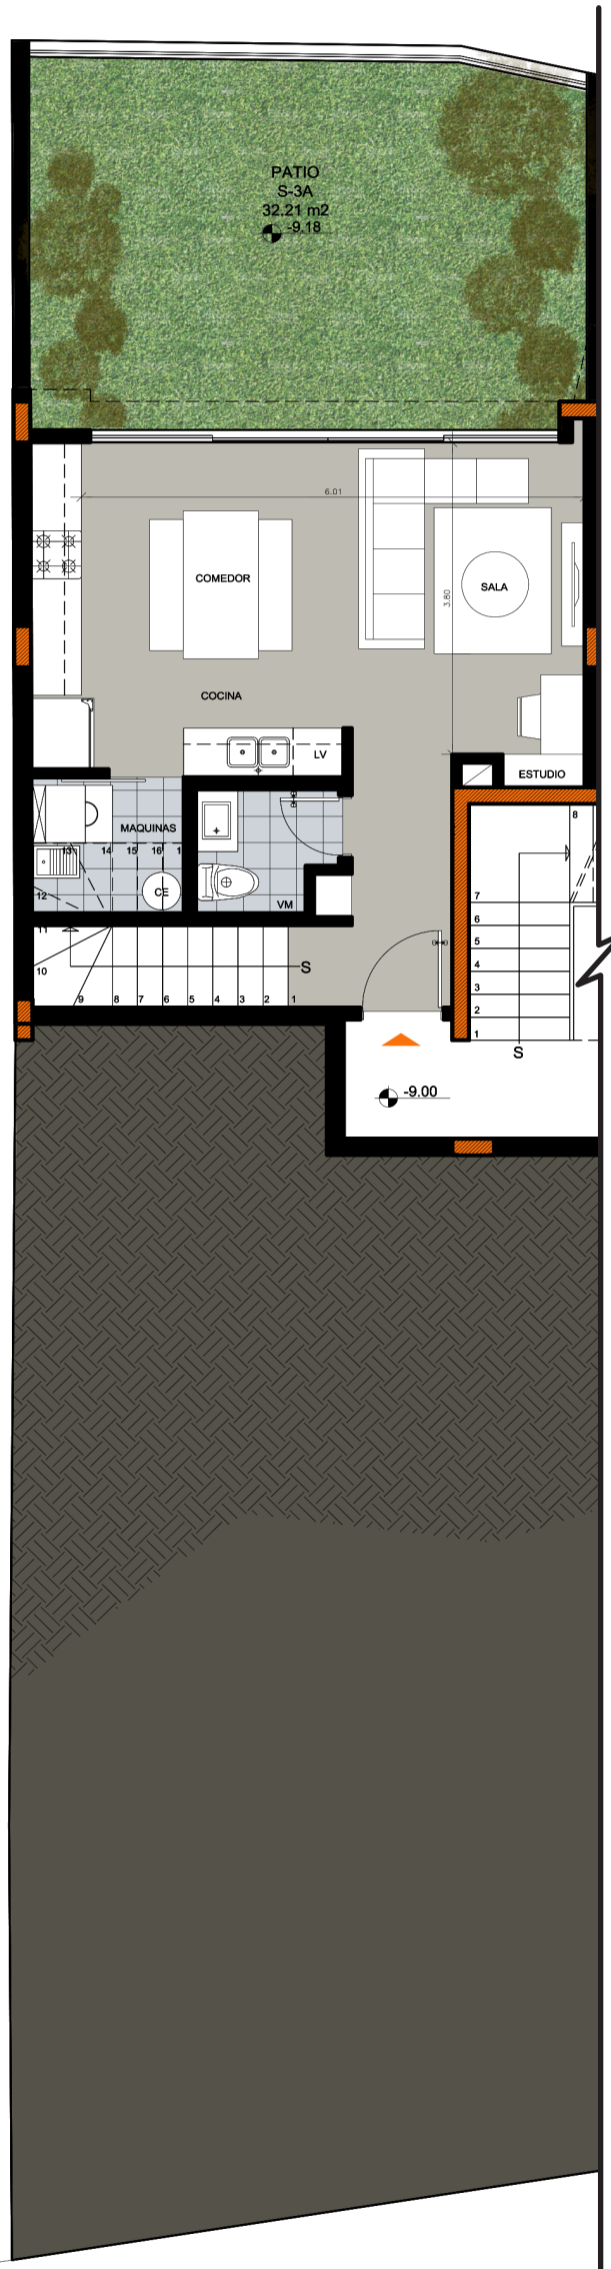 PATIO
S-3A
32.21 m2
-9.18
6.01
COMEDOR
SALA
3.80
COCINA
LV
ESTUDIO
MAQUINAS
8
13 14 15 16 1
12
CE
VM
7
6
5
4
3
2
1
S
11
10
9 8 7 6 5 4 3 2 1
S
-9.00